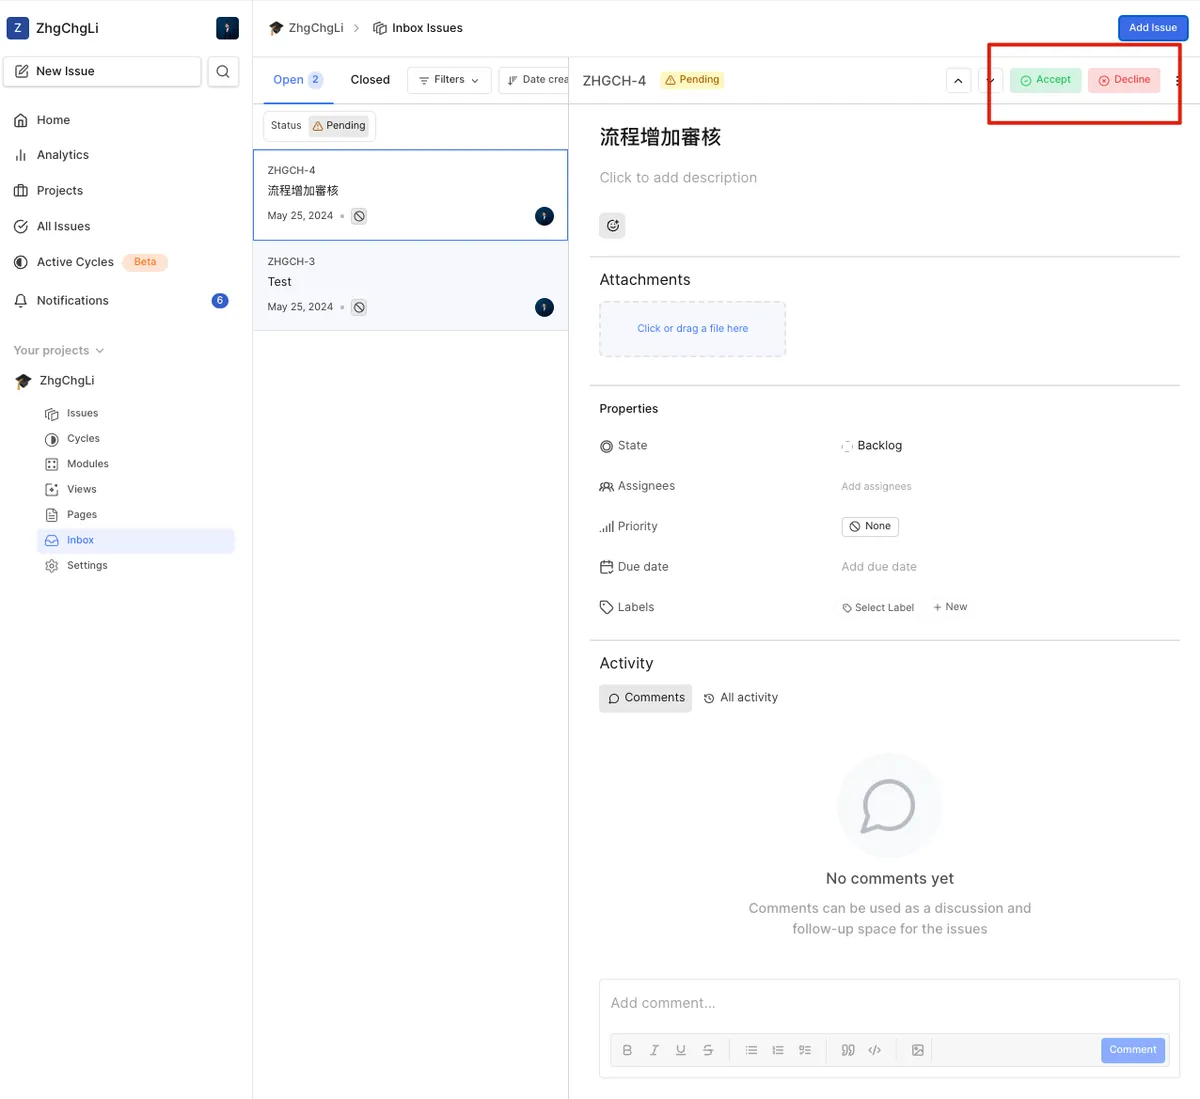 Z ZhgChgLi
New Issue
Home
Analytics
Projects
All Issues
Active Cycles Beta
Notifications 6
Your projects
ZhgChgLi
Issues
Cycles
Modules
Views
Pages
Inbox
Settings
ZhgChgLi > Inbox Issues
Add Issue
Open 2 Closed Filters Date crea
Status Pending
ZHGCH-4
流程增加審核
May 25, 2024
ZHGCH-3
Test
May 25, 2024
ZHGCH-4 Pending
Accept Decline
流程增加審核
Click to add description
Attachments
Click or drag a file here
Properties
State Backlog
Assignees Add assignees
Priority None
Due date Add due date
Labels Select Label + New
Activity
Comments All activity
No comments yet
Comments can be used as a discussion and
follow-up space for the issues
Add comment...
B I U S
Comment